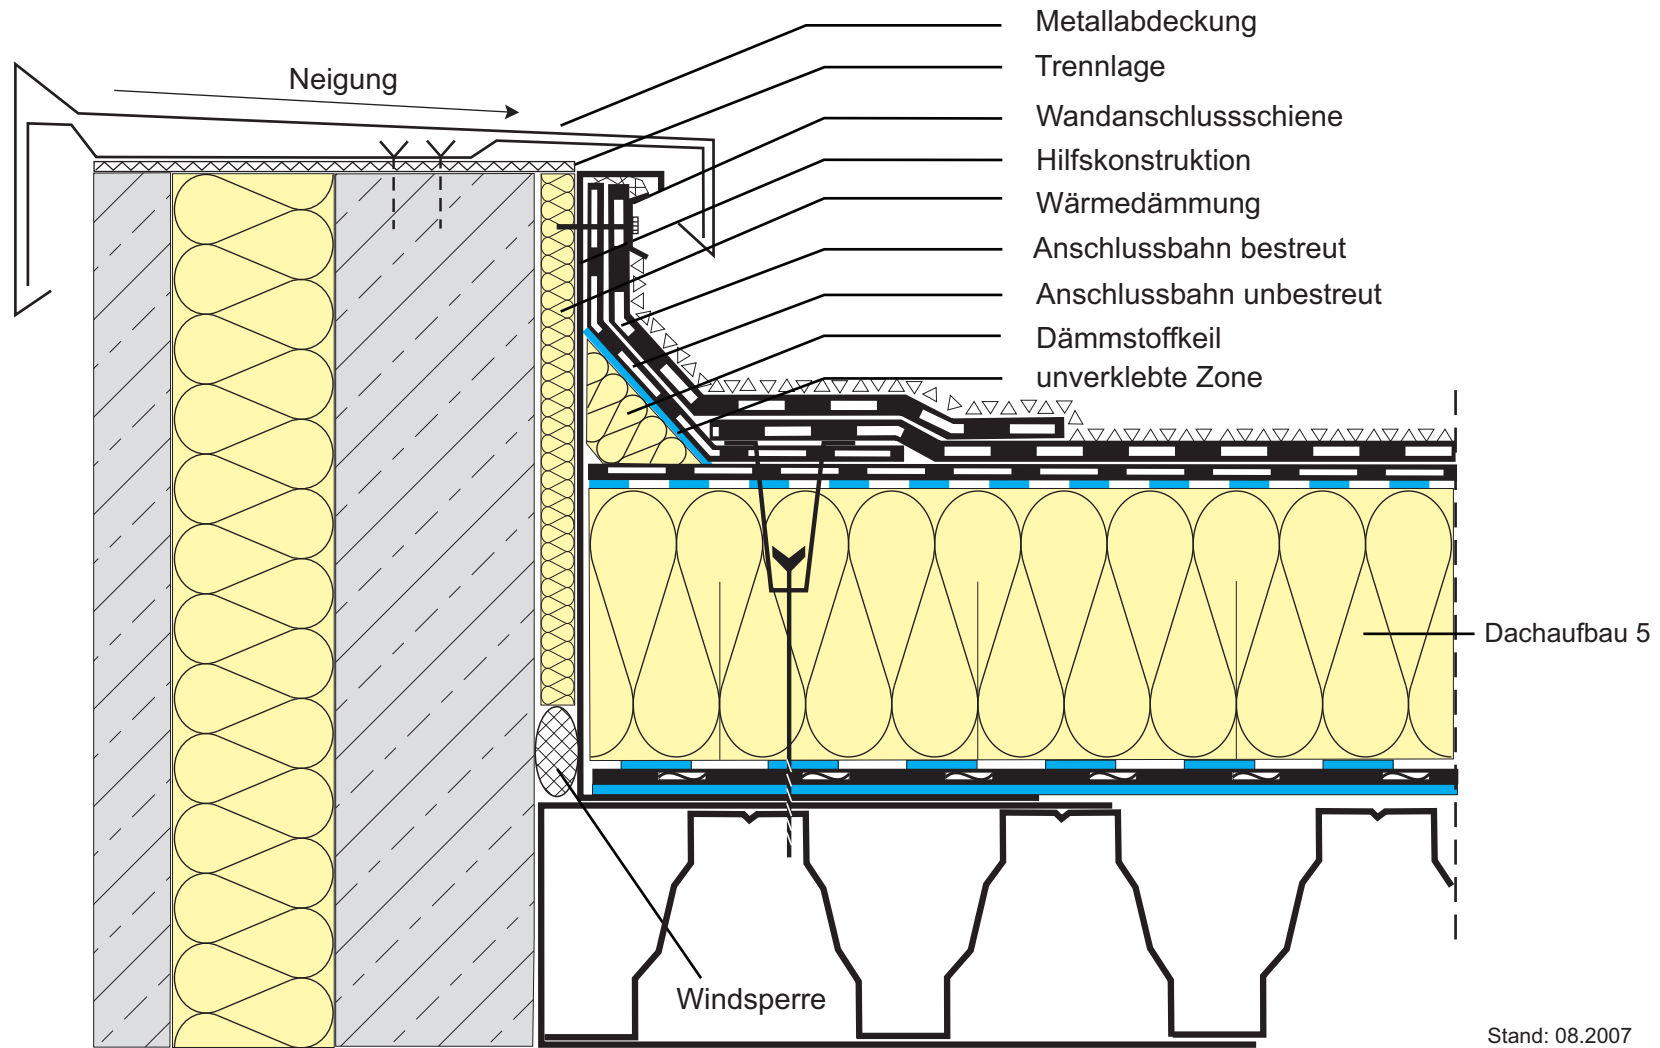 Metallabdeckung
Neigung
Trennlage
Wandanschlussschiene
Hilfskonstruktion
Wärmedämmung
Anschlussbahn bestreut
Anschlussbahn unbestreut
Dämmstoffkeil
unverklebte Zone
Dachaufbau 5
Windsperre
Stand: 08.2007